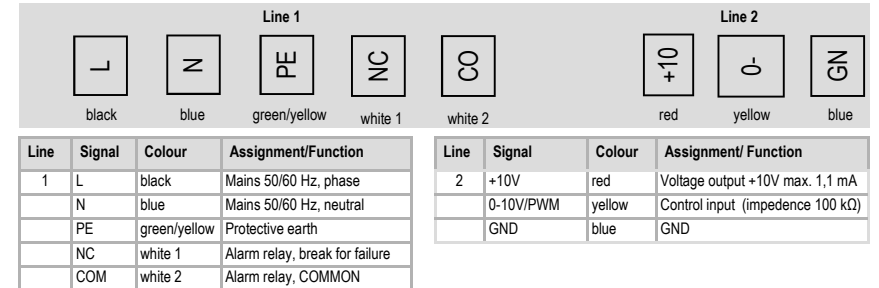 Line 1 Line 2
L N PE NC CO +10 0- GN
black blue green/yellow white 1 white 2 red yellow blue
Line Signal Colour Assignment/Function
1 L black Mains 50/60 Hz, phase
N blue Mains 50/60 Hz, neutral
PE green/yellow Protective earth
NC white 1 Alarm relay, break for failure
COM white 2 Alarm relay, COMMON
Line Signal Colour Assignment/ Function
2 +10V red Voltage output +10V max. 1,1 mA
0-10V/PWM yellow Control input (impedence 100 kΩ)
GND blue GND